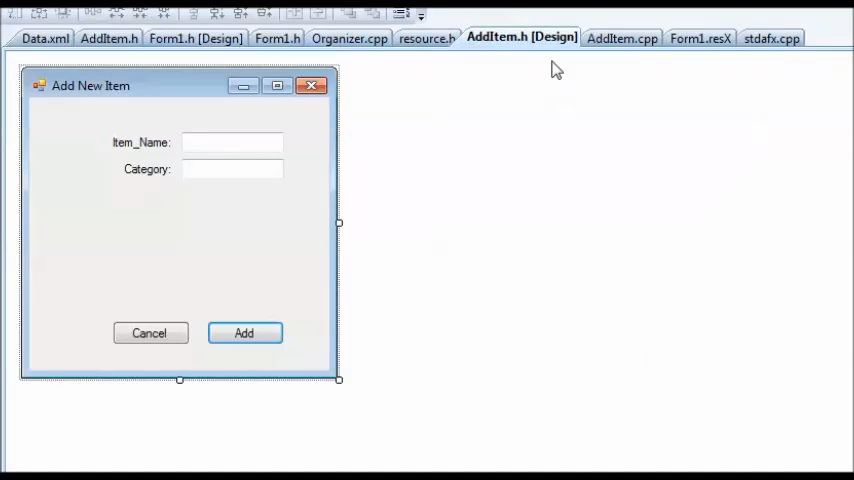 Data.xml AddItem.h Form1.h [Design] Form1.h Organizer.cpp resource.h AddItem.h [Design] AddItem.cpp Form1.resX stdafx.cpp
Add New Item
Item_Name:
Category:
Cancel Add